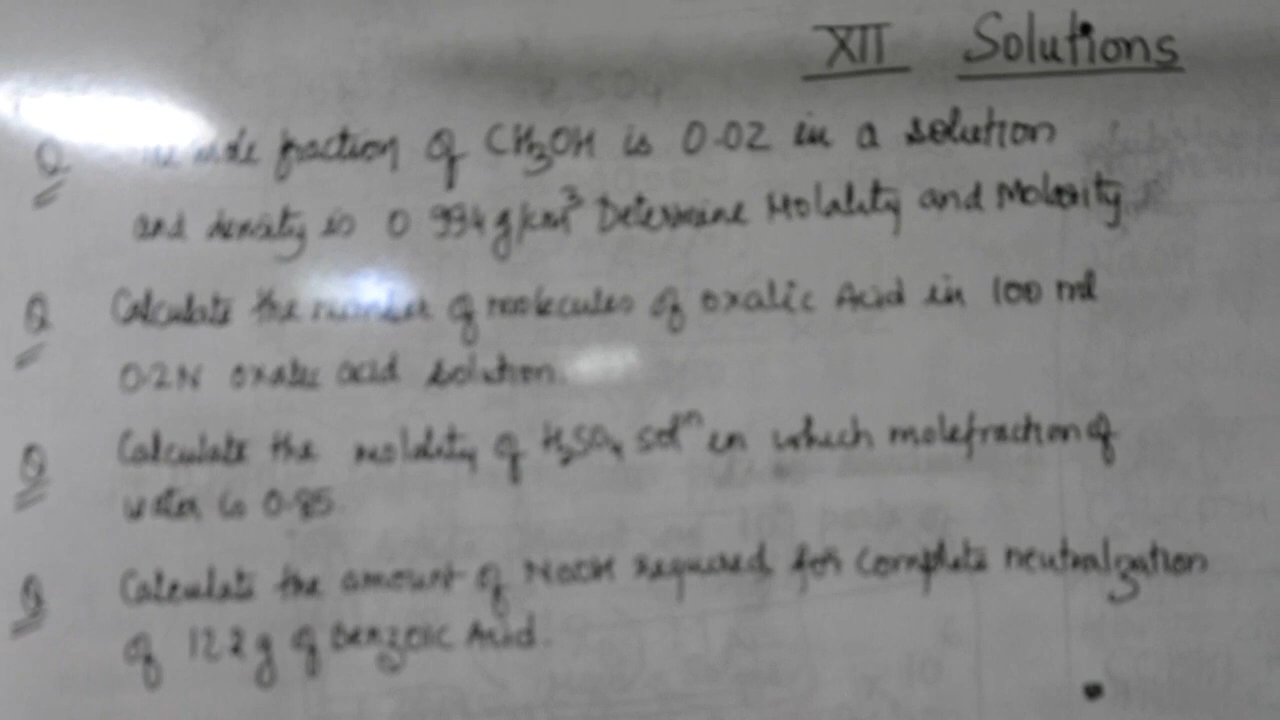 XII Solutions
Q mole fraction of CH3OH is 0.02 in a solution
and density is 0.994 g/cm³ Determine Molality and Molarity
Q Calculate the number of molecules of oxalic Acid in 100 ml
0.2N oxalic acid solution.
Q Calculate the molality of H2SO4 solⁿ in which molefraction of
water is 0.85
Q Calculate the amount of NaOH required for complete neutralization
of 12.2g of Benzoic Acid.